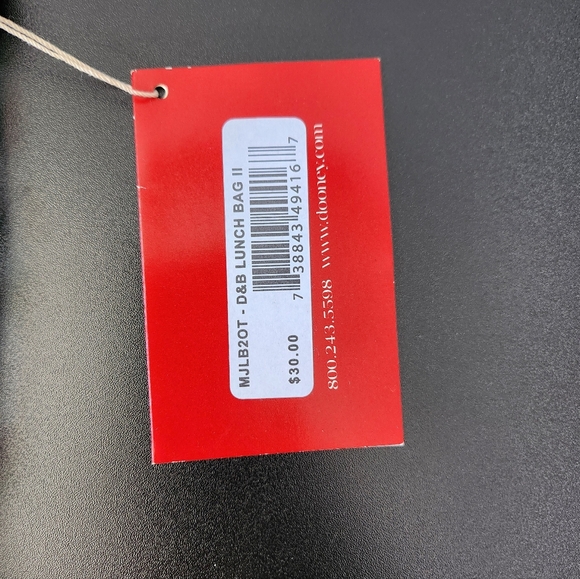 MJLB2OT - D&B LUNCH BAG II
7 38843 49416 7
$30.00
800.243.5598 www.dooney.com